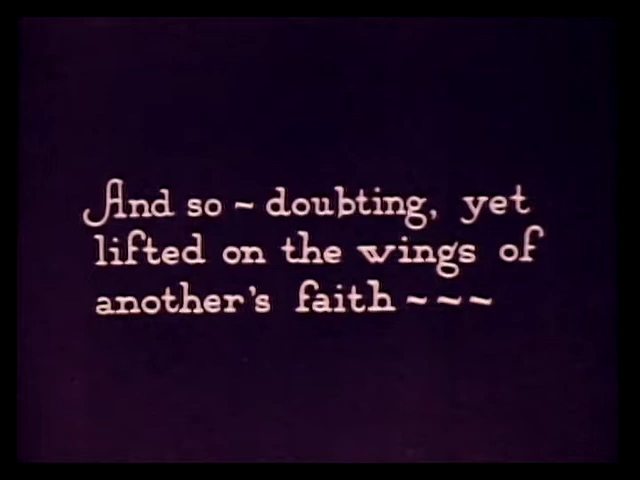 And so ~ doubting, yet
lifted on the wings of
another's faith ~ ~ ~